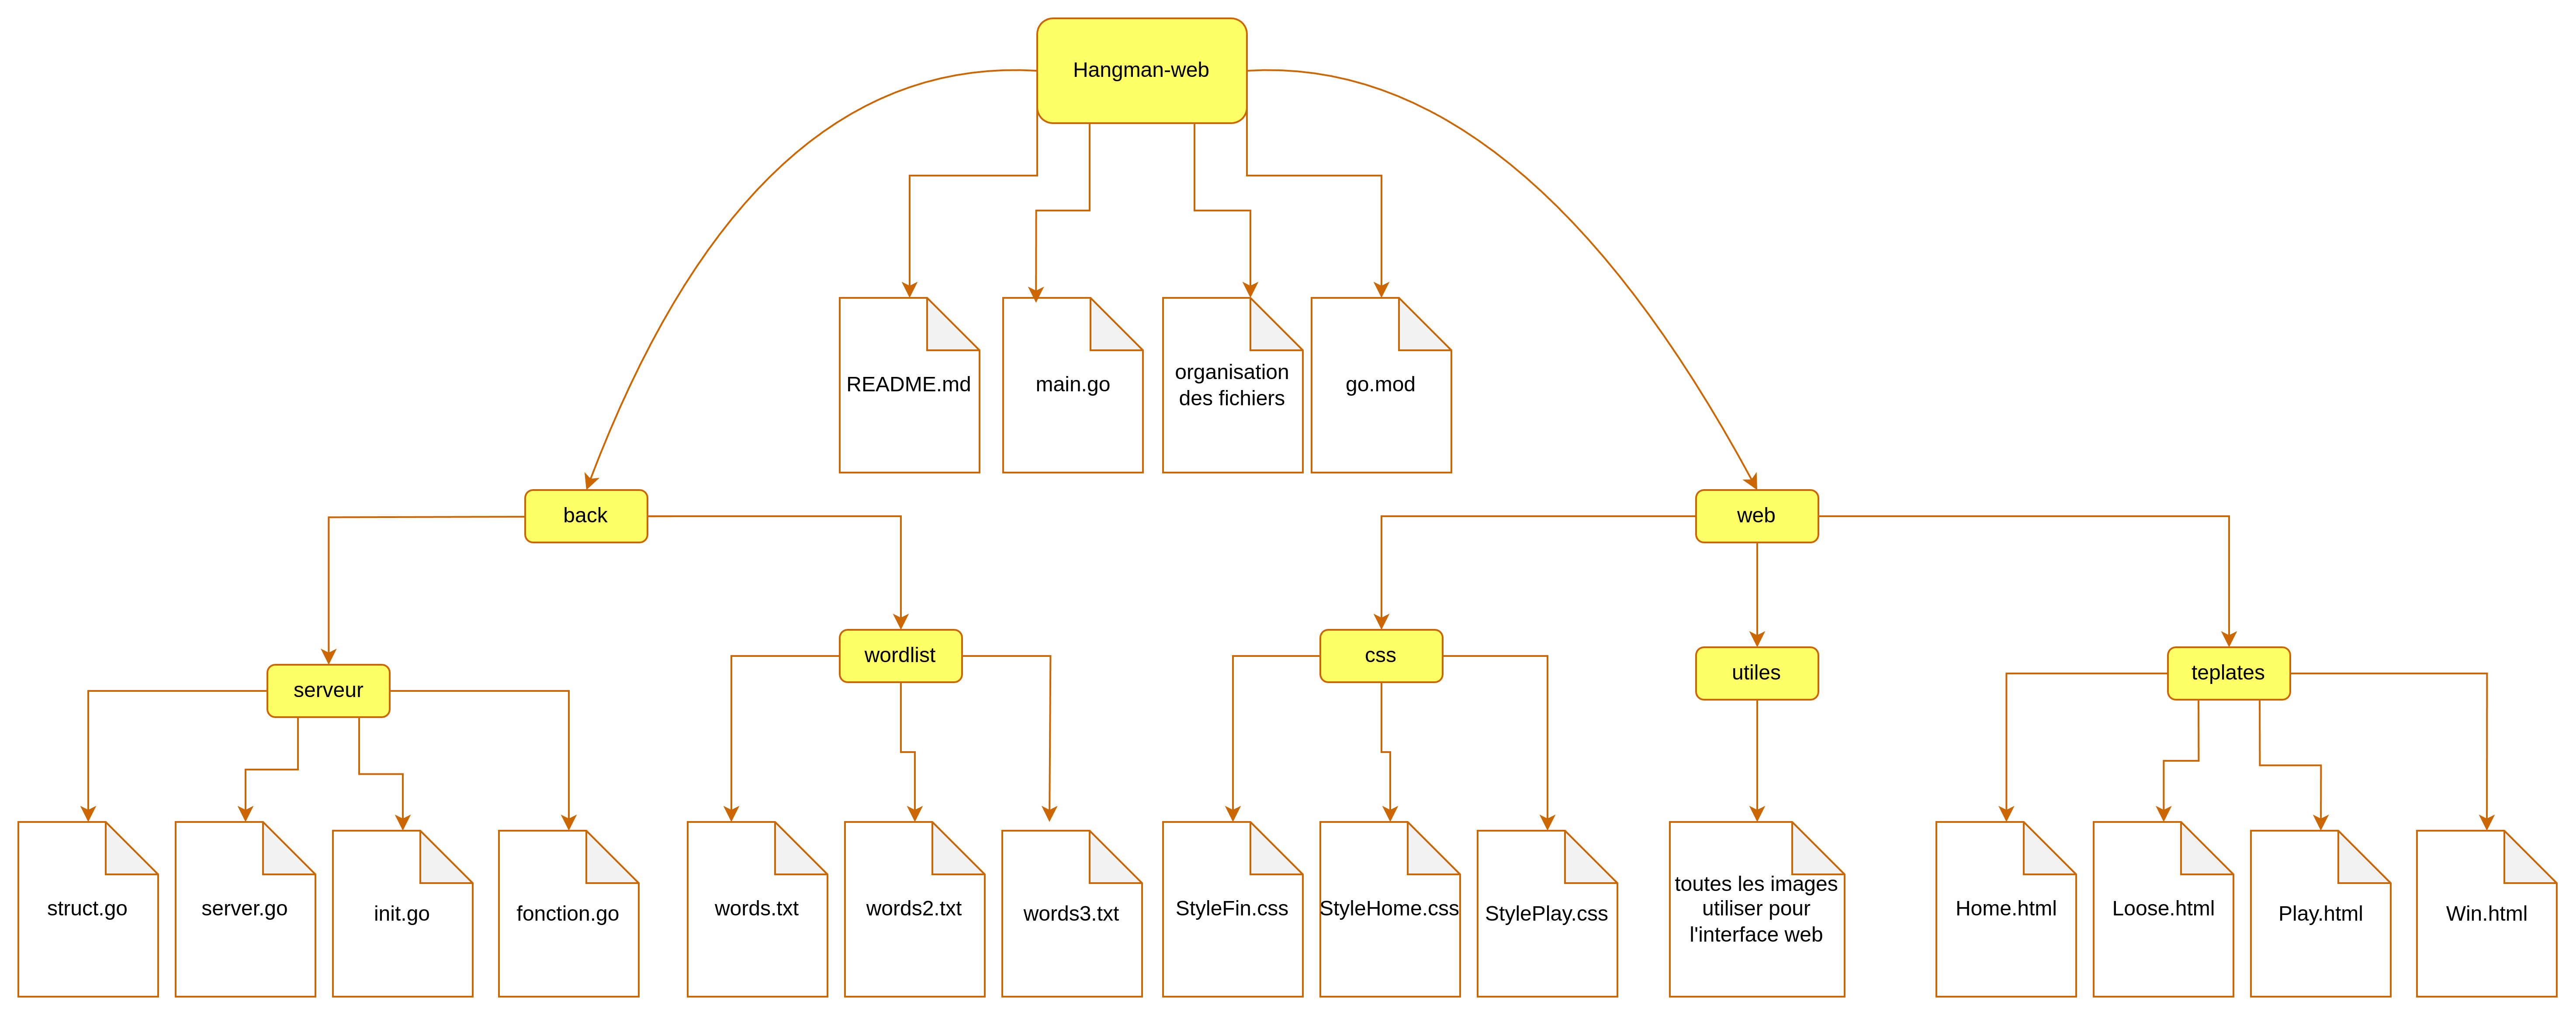 Hangman-web
README.md
main.go
organisation
des fichiers
go.mod
back
web
serveur
wordlist
css
utiles
teplates
struct.go
server.go
init.go
fonction.go
words.txt
words2.txt
words3.txt
StyleFin.css
StyleHome.css
StylePlay.css
toutes les images
utiliser pour
l'interface web
Home.html
Loose.html
Play.html
Win.html